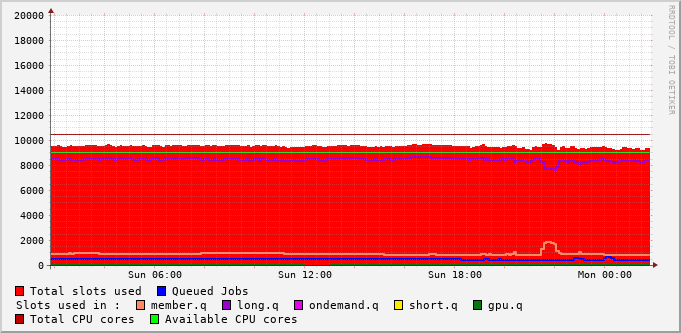 20000
18000
16000
14000
12000
10000
8000
6000
4000
2000
0
Sun 06:00 Sun 12:00 Sun 18:00 Mon 00:00
Total slots used Queued Jobs
Slots used in : member.q long.q ondemand.q short.q gpu.q
Total CPU cores Available CPU cores
RRDTOOL / TOBI OETIKER